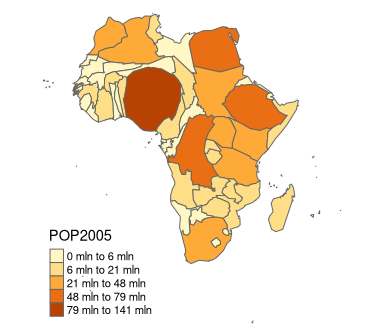 POP2005
0 mln to 6 mln
6 mln to 21 mln
21 mln to 48 mln
48 mln to 79 mln
79 mln to 141 mln